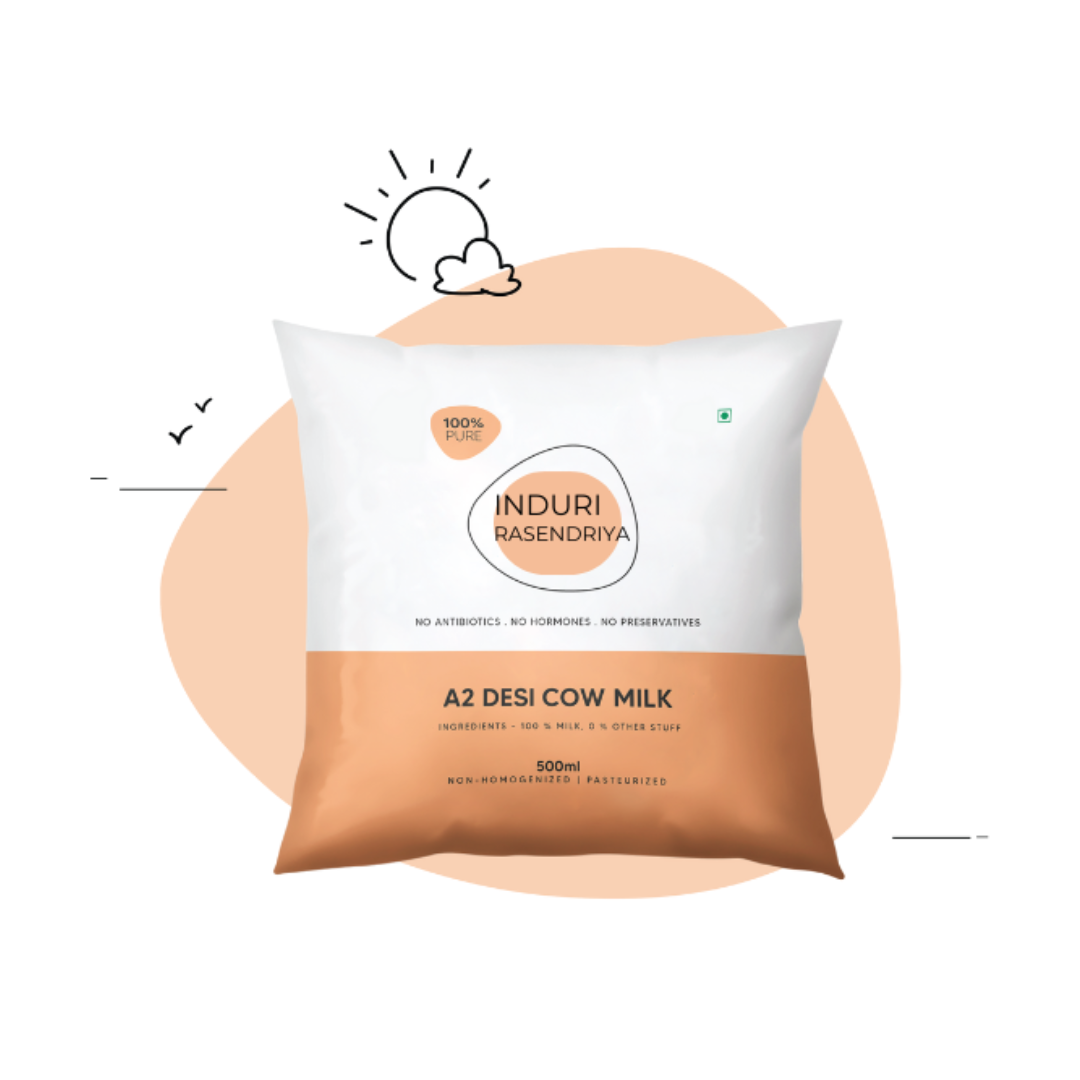 100%
PURE
INDURI
RASENDRIYA
NO ANTIBIOTICS . NO HORMONES . NO PRESERVATIVES
A2 DESI COW MILK
INGREDIENTS - 100 % MILK, 0 % OTHER STUFF
500ml
NON-HOMOGENIZED | PASTEURIZED